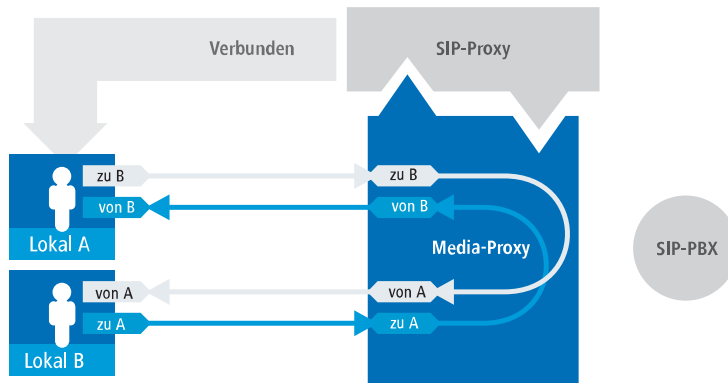 Verbunden
SIP-Proxy
zu B
zu B
von B
von B
Lokal A
Media-Proxy
SIP-PBX
von A
von A
zu A
zu A
Lokal B